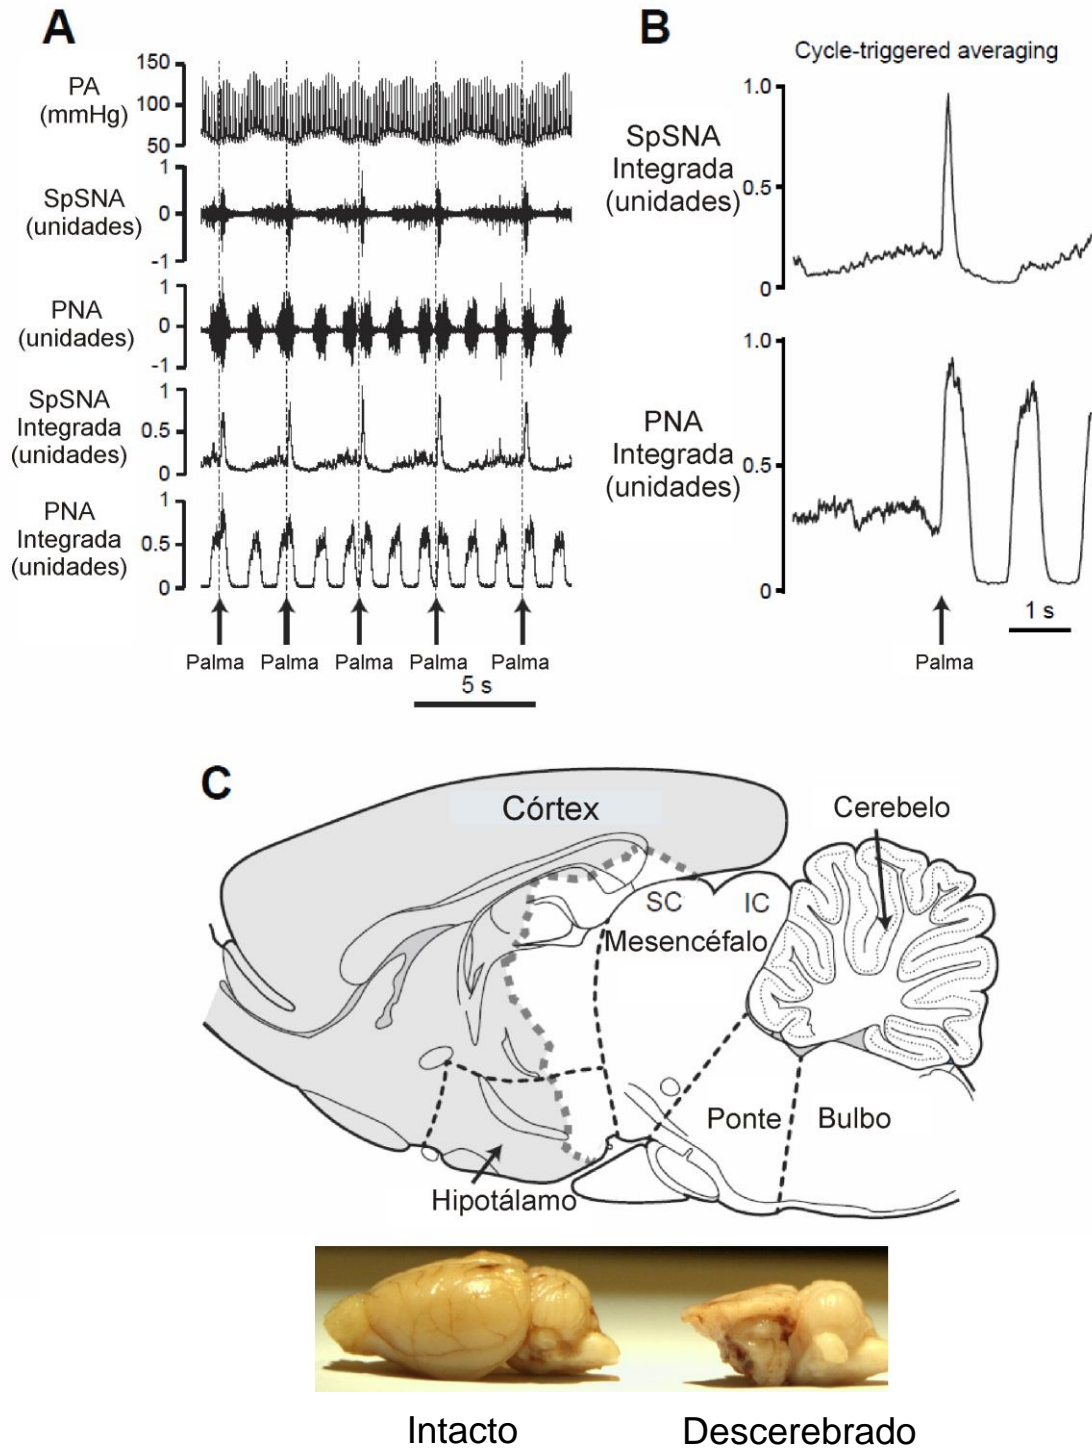 A
PA
(mmHg)
150
100
50
SpSNA
(unidades)
1
0
-1
PNA
(unidades)
1
0
-1
SpSNA
Integrada
(unidades)
1
0.5
0
PNA
Integrada
(unidades)
1
0.5
0
Palma Palma Palma Palma Palma
5 s
B
Cycle-triggered averaging
SpSNA
Integrada
(unidades)
1.0
0.5
0
PNA
Integrada
(unidades)
1.0
0.5
0
1 s
Palma
C
Córtex
Cerebelo
SC IC
Mesencéfalo
Ponte Bulbo
Hipotálamo
Intacto Descerebrado